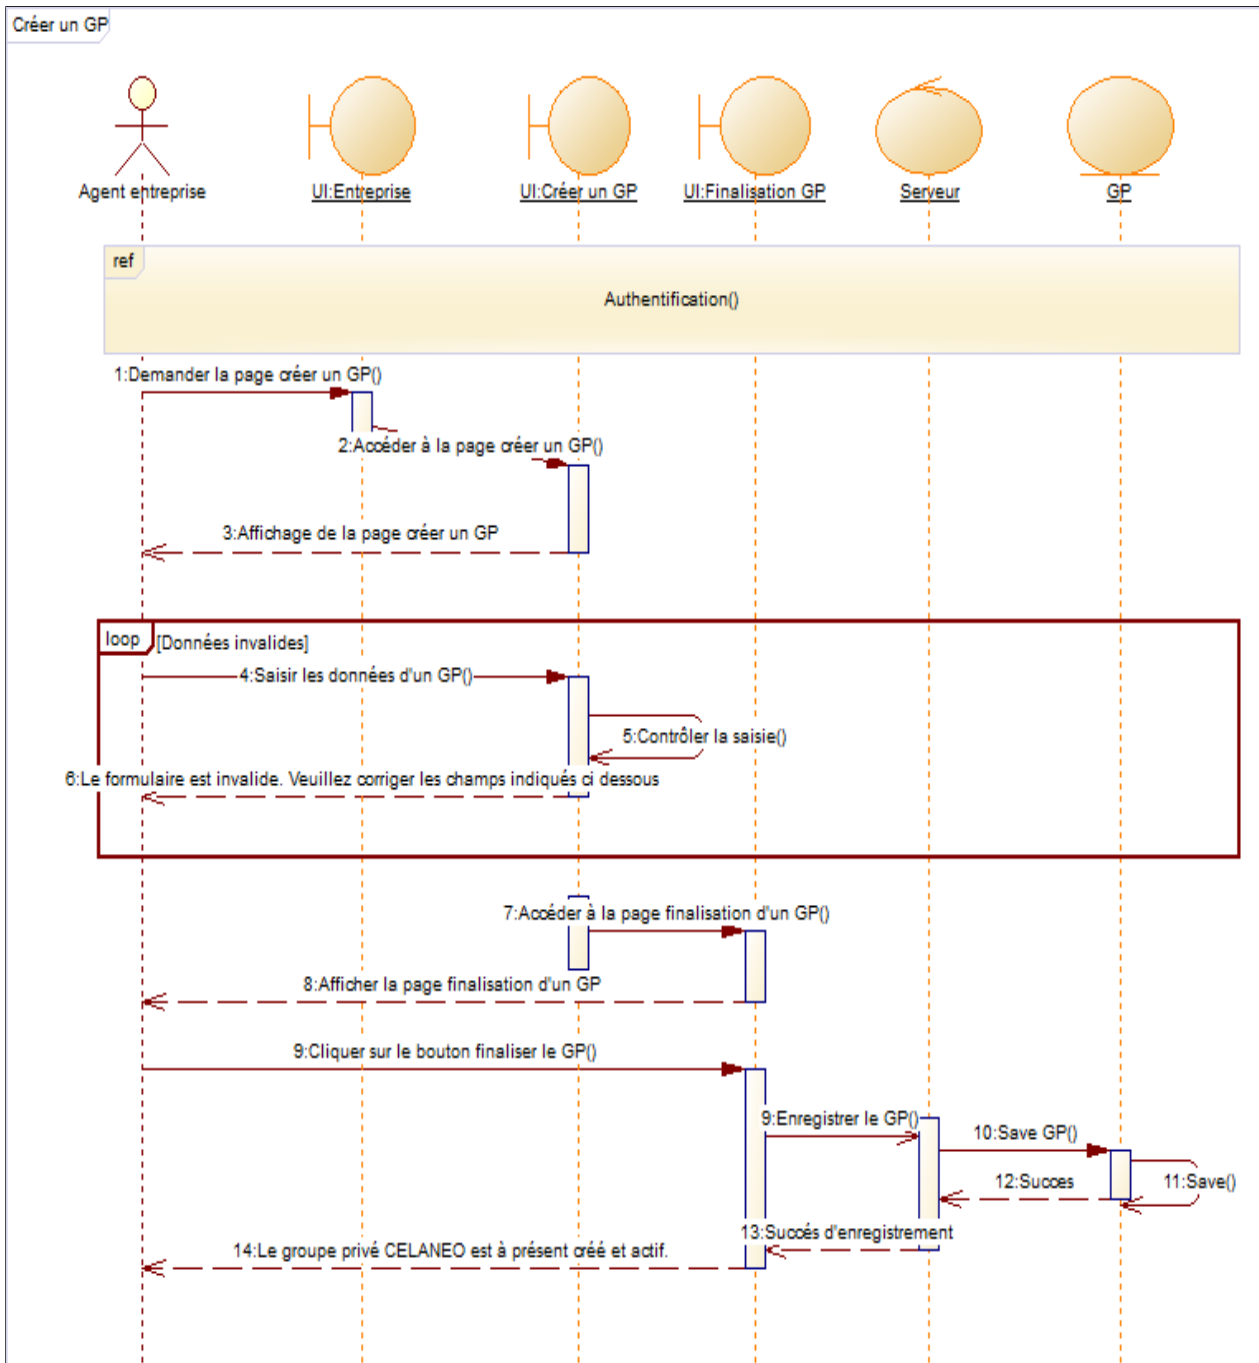 Créer un GP
Agent entreprise
UI:Entreprise
UI:Créer un GP
UI:Finalisation GP
Serveur
GP
ref
Authentification()
1:Demander la page créer un GP()
2:Accéder à la page créer un GP()
3:Affichage de la page créer un GP
loop
[Données invalides]
4:Saisir les données d'un GP()
5:Contrôler la saisie()
6:Le formulaire est invalide. Veuillez corriger les champs indiqués ci dessous
7:Accéder à la page finalisation d'un GP()
8:Afficher la page finalisation d'un GP
9:Cliquer sur le bouton finaliser le GP()
9:Enregistrer le GP()
10:Save GP()
11:Save()
12:Succes
13:Succés d'enregistrement
14:Le groupe privé CELANEO est à présent créé et actif.